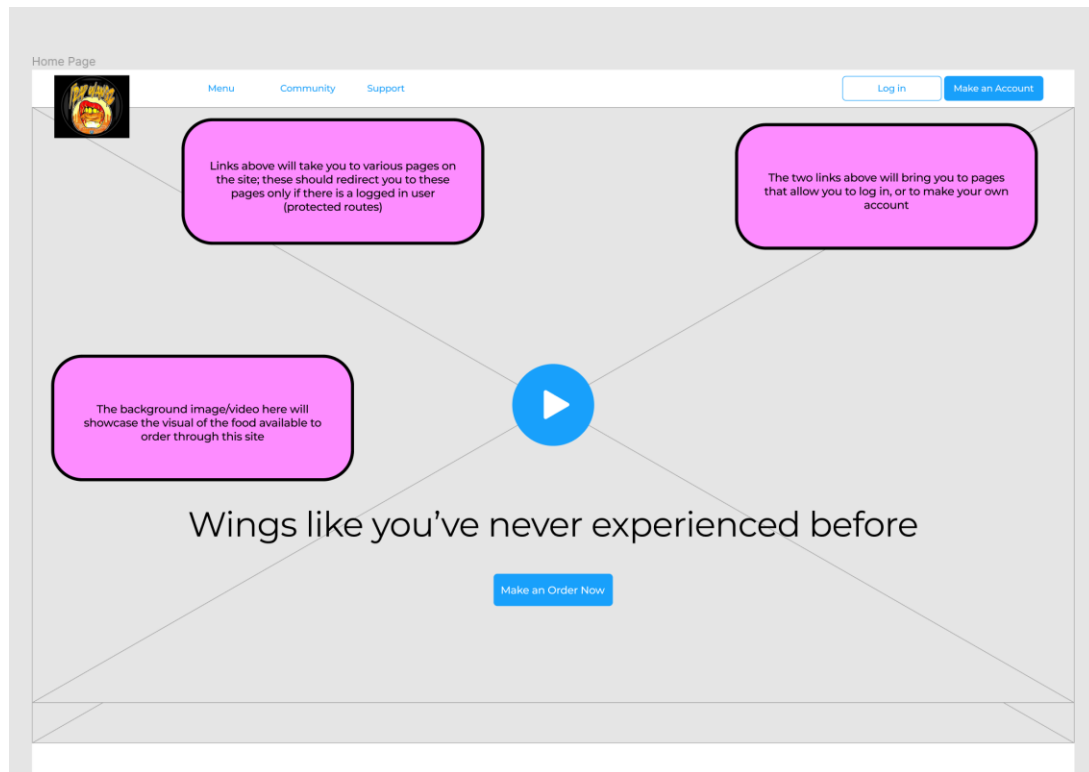 Home Page
Menu Community Support Log in Make an Account
Links above will take you to various pages on
the site; these should redirect you to these
pages only if there is a logged in user
(protected routes)
The two links above will bring you to pages
that allow you to log in, or to make your own
account
The background image/video here will
showcase the visual of the food available to
order through this site
Wings like you’ve never experienced before
Make an Order Now